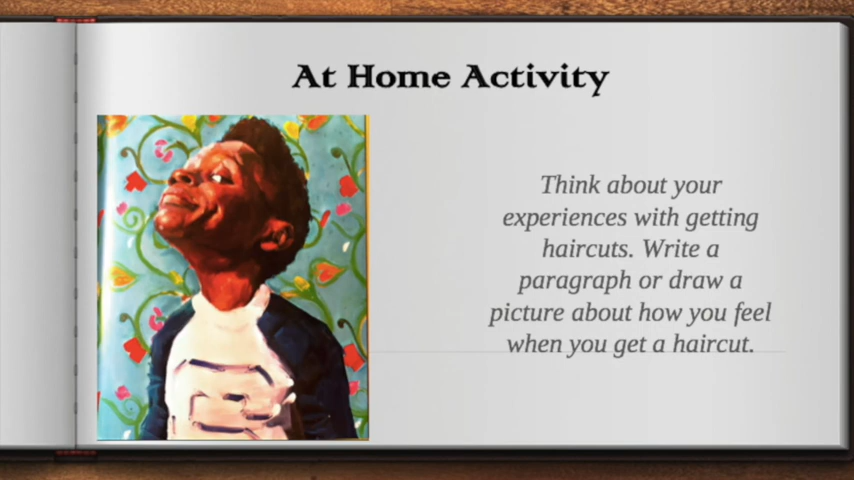 At Home Activity
Think about your
experiences with getting
haircuts. Write a
paragraph or draw a
picture about how you feel
when you get a haircut.